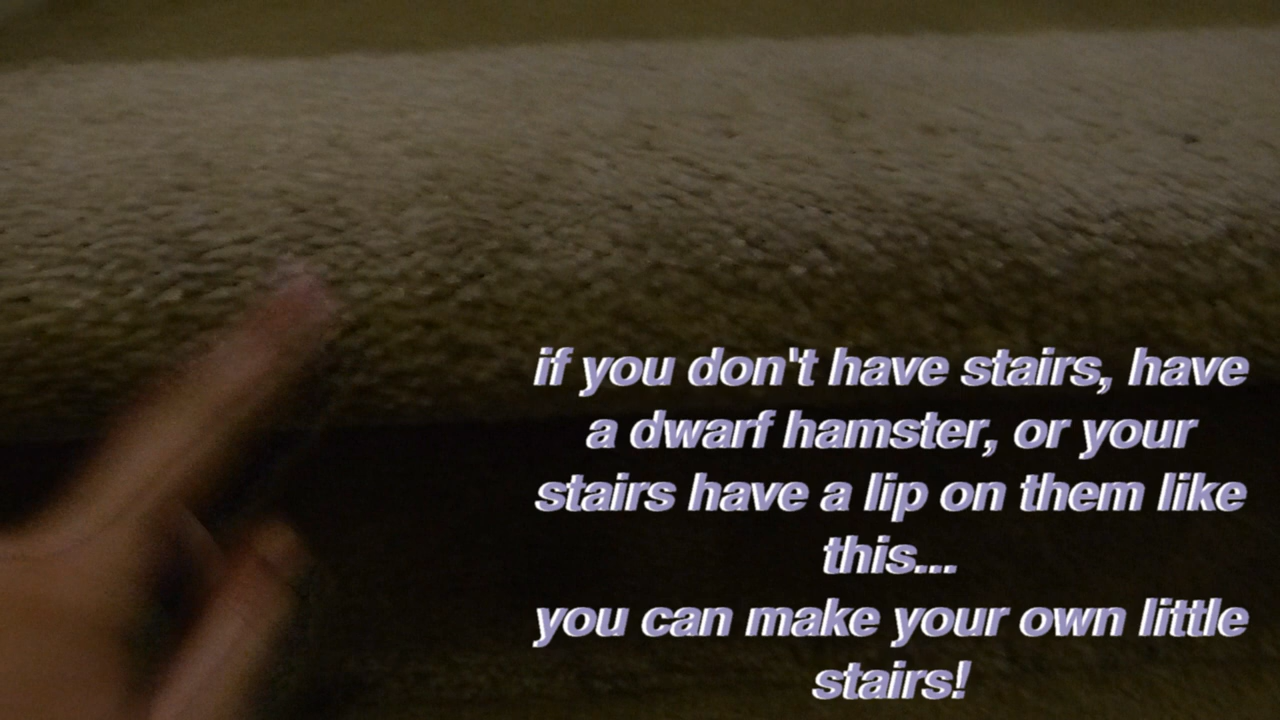 if you don't have stairs, have
a dwarf hamster, or your
stairs have a lip on them like
this...
you can make your own little
stairs!